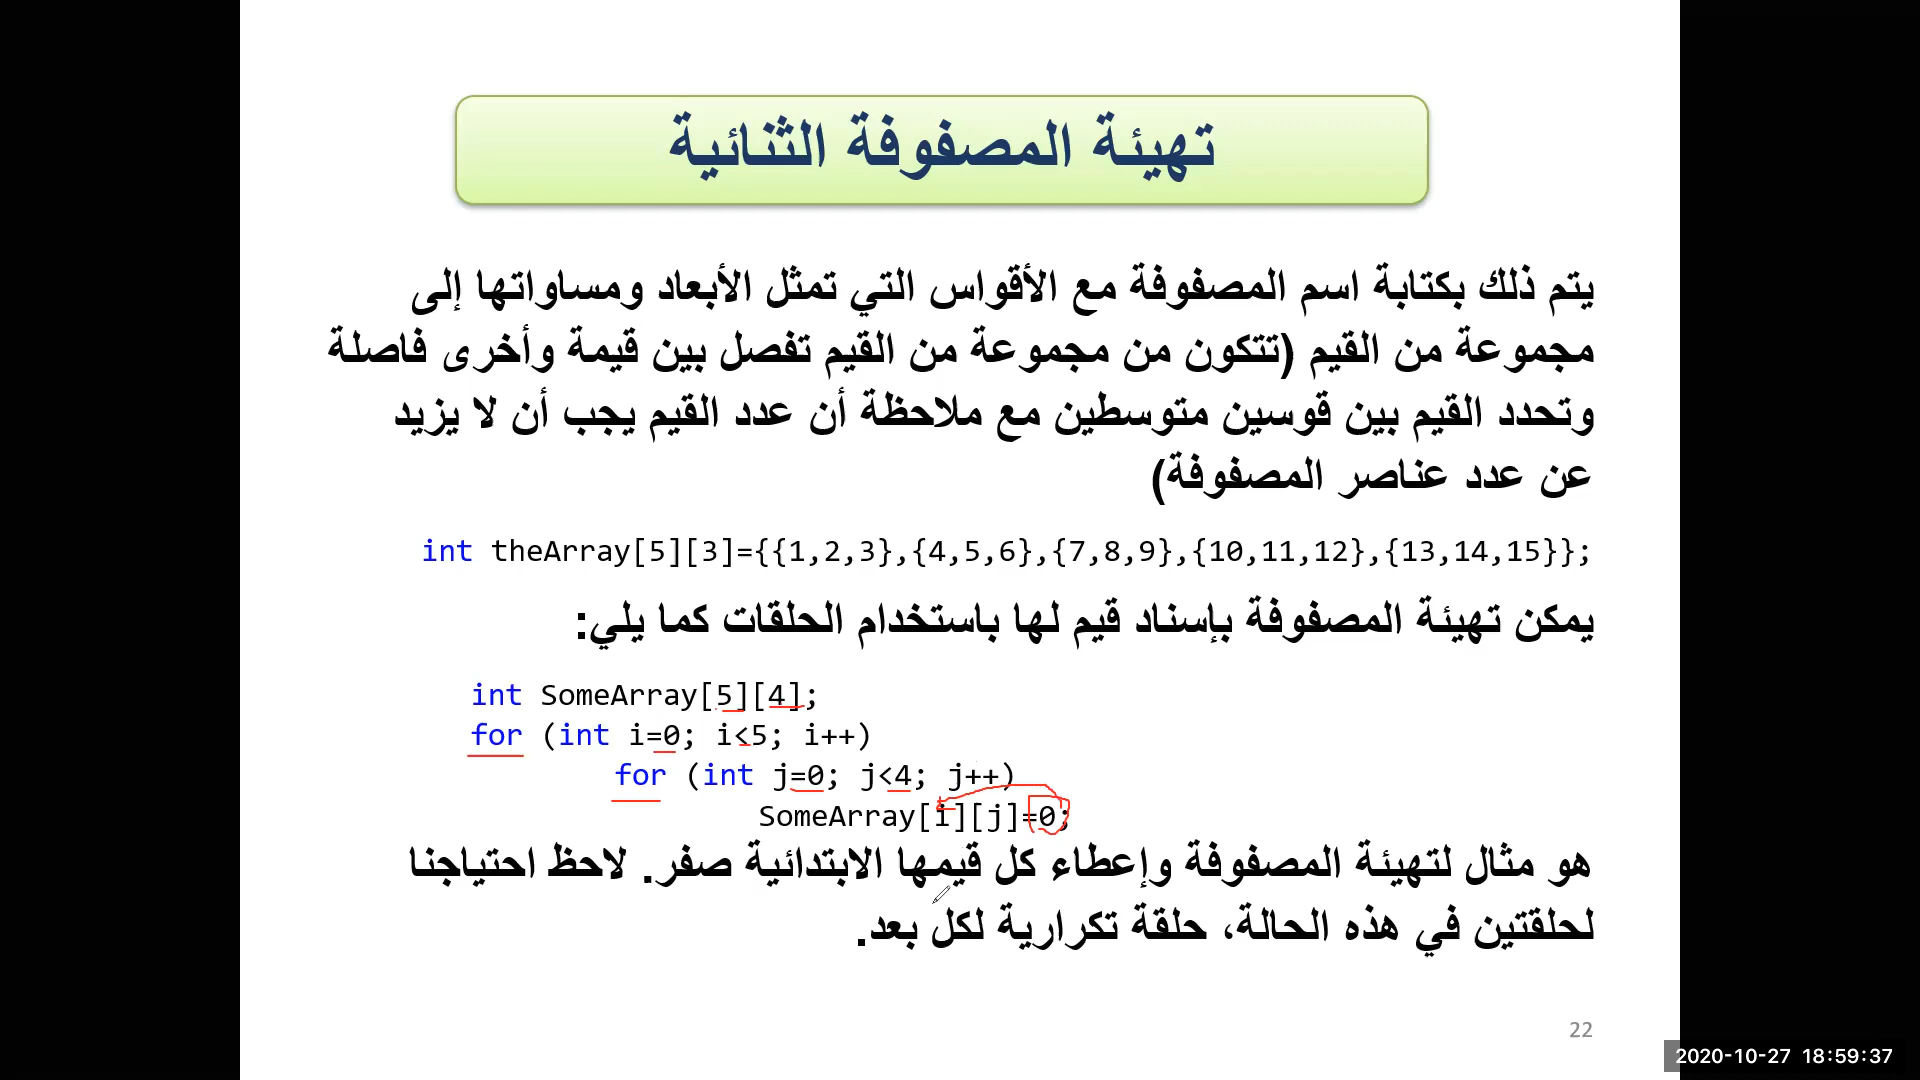 تهيئة المصفوفة الثنائية
يتم ذلك بكتابة اسم المصفوفة مع الأقواس التي تمثل الأبعاد ومساواتها إلى
مجموعة من القيم (تتكون من مجموعة من القيم تفصل بين قيمة وأخرى فاصلة
وتحدد القيم بين قوسين متوسطين مع ملاحظة أن عدد القيم يجب أن لا يزيد
عن عدد عناصر المصفوفة)
int theArray[5][3]={{1,2,3},{4,5,6},{7,8,9},{10,11,12},{13,14,15}};
يمكن تهيئة المصفوفة بإسناد قيم لها باستخدام الحلقات كما يلي:
int SomeArray[5][4];
for (int i=0; i<5; i++)
for (int j=0; j<4; j++)
SomeArray[i][j]=0;
هو مثال لتهيئة المصفوفة وإعطاء كل قيمها الابتدائية صفر. لاحظ احتياجنا
لحلقتين في هذه الحالة، حلقة تكرارية لكل بعد.
22
2020-10-27 18:59:37